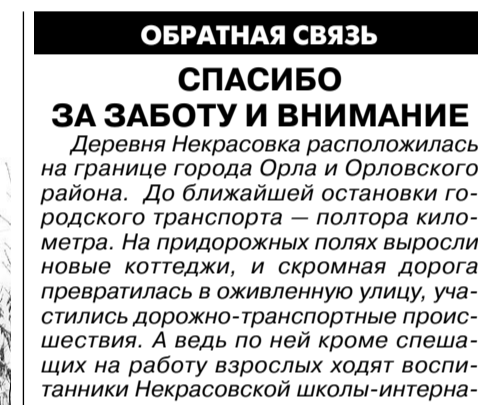 ОБРАТНАЯ СВЯЗЬ
СПАСИБО
ЗА ЗАБОТУ И ВНИМАНИЕ
Деревня Некрасовка расположилась
на границе города Орла и Орловского
района. До ближайшей остановки го-
родского транспорта — полтора кило-
метра. На придорожных полях выросли
новые коттеджи, и скромная дорога
превратилась в оживленную улицу, уча-
стились дорожно-транспортные проис-
шествия. А ведь по ней кроме спеша-
щих на работу взрослых ходят воспи-
танники Некрасовской школы-интерна-